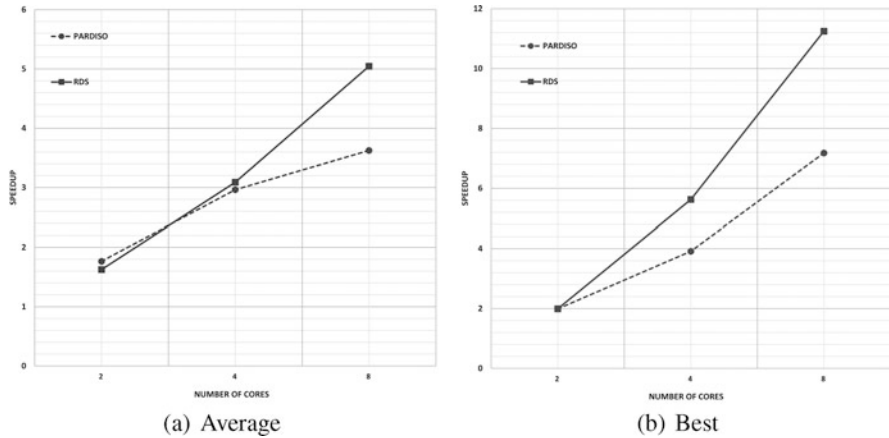 6
5
4
3
2
1
0
SPEEDUP
PARDISO
RDS
2 4 8
NUMBER OF CORES
(a) Average
12
10
8
6
4
2
0
SPEEDUP
PARDISO
RDS
2 4 8
NUMBER OF CORES
(b) Best